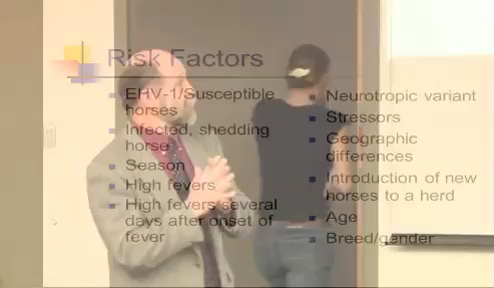 Risk Factors
EHV-1/Susceptible
horses
Infected, shedding
horse
Season
High fevers
High fevers several
days after onset of
fever
Neurotropic variant
Stressors
Geographic
differences
Introduction of new
horses to a herd
Age
Breed/gender